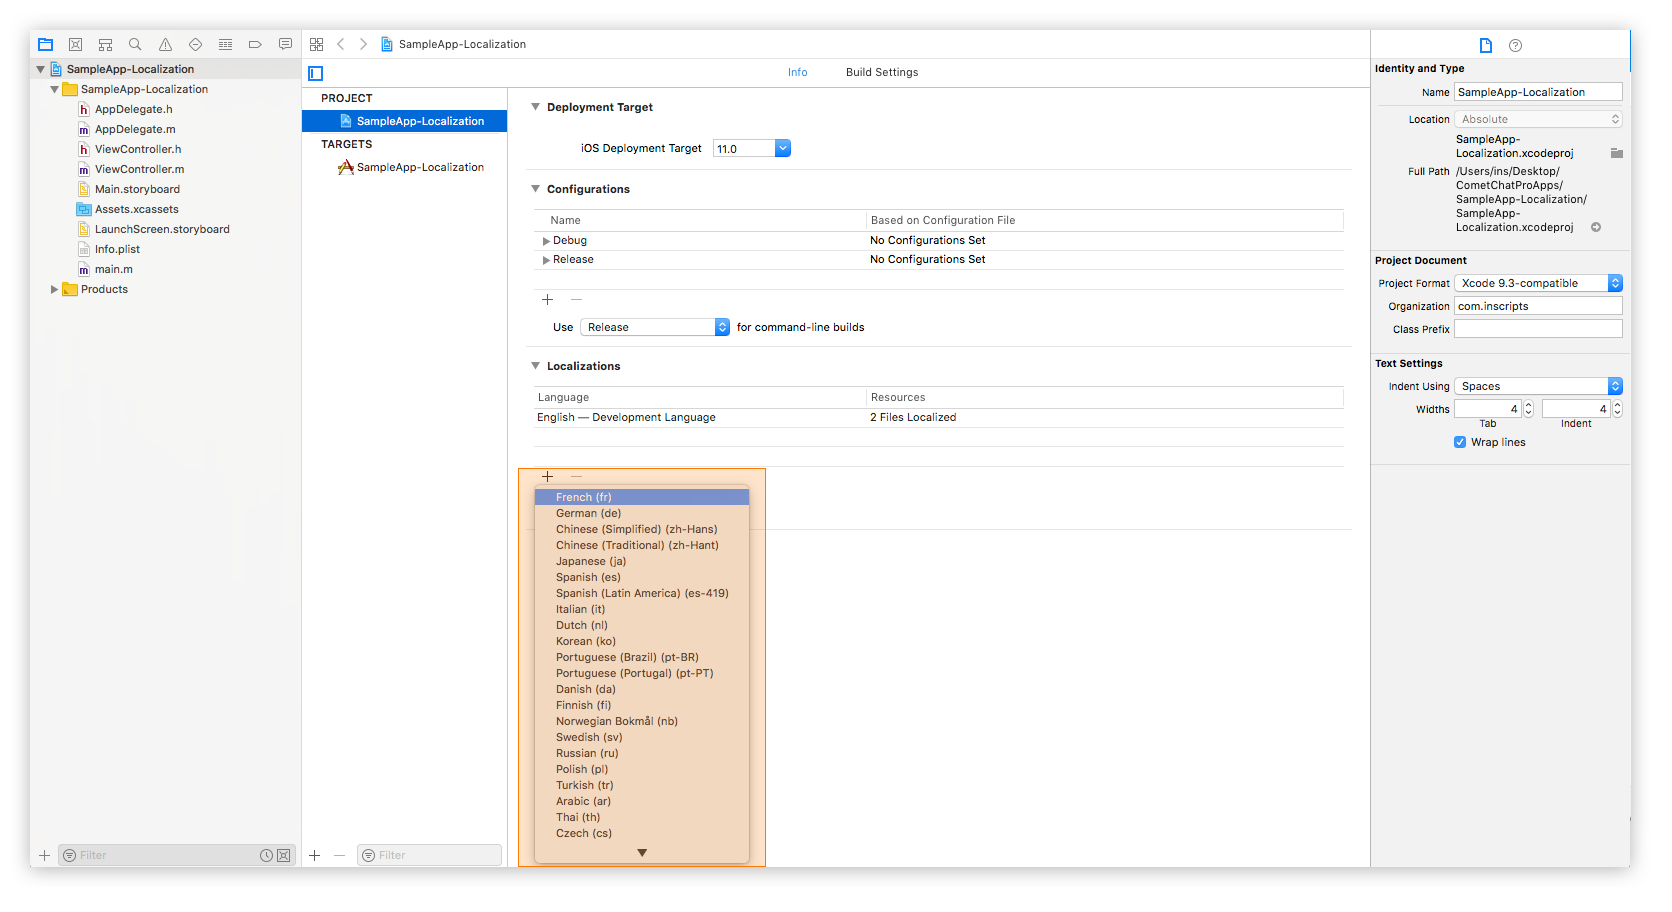 SampleApp-Localization
SampleApp-Localization
SampleApp-Localization
AppDelegate.h
AppDelegate.m
ViewController.h
ViewController.m
Main.storyboard
Assets.xcassets
LaunchScreen.storyboard
Info.plist
main.m
Products
Filter
Info
Build Settings
PROJECT
SampleApp-Localization
TARGETS
SampleApp-Localization
Filter
Deployment Target
iOS Deployment Target 11.0
Configurations
Name Based on Configuration File
Debug No Configurations Set
Release No Configurations Set
Use Release for command-line builds
Localizations
Language Resources
English — Development Language 2 Files Localized
French (fr)
German (de)
Chinese (Simplified) (zh-Hans)
Chinese (Traditional) (zh-Hant)
Japanese (ja)
Spanish (es)
Spanish (Latin America) (es-419)
Italian (it)
Dutch (nl)
Korean (ko)
Portuguese (Brazil) (pt-BR)
Portuguese (Portugal) (pt-PT)
Danish (da)
Finnish (fi)
Norwegian Bokmål (nb)
Swedish (sv)
Russian (ru)
Polish (pl)
Turkish (tr)
Arabic (ar)
Thai (th)
Czech (cs)
Identity and Type
Name SampleApp-Localization
Location Absolute
SampleApp-
Localization.xcodeproj
Full Path /Users/ins/Desktop/
CometChatProApps/
SampleApp-Localization/
SampleApp-
Localization.xcodeproj
Project Document
Project Format Xcode 9.3-compatible
Organization com.inscripts
Class Prefix
Text Settings
Indent Using Spaces
Widths 4 4
Tab Indent
Wrap lines